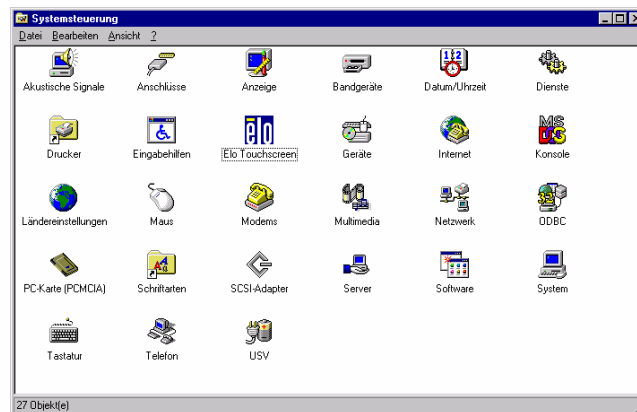 Systemsteuerung
Datei Bearbeiten Ansicht ?
Akustische Signale Anschlüsse Anzeige Bandgeräte Datum/Uhrzeit Dienste
Drucker Eingabehilfen Elo Touchscreen Geräte Internet Konsole
Ländereinstellungen Maus Modems Multimedia Netzwerk ODBC
PC-Karte (PCMCIA) Schriftarten SCSI-Adapter Server Software System
Tastatur Telefon USV
27 Objekt(e)